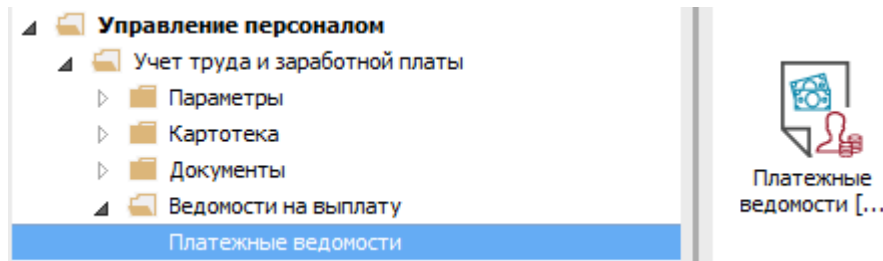 Управление персоналом
Учет труда и заработной платы
Параметры
Картотека
Документы
Ведомости на выплату
Платежные ведомости
Платежные
ведомости [...